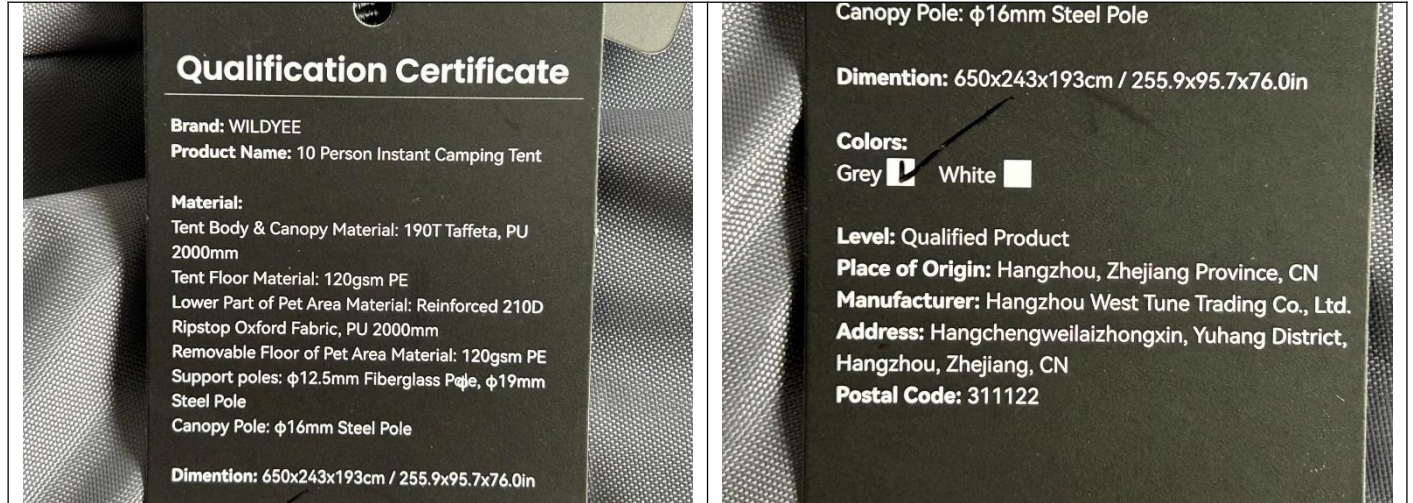 Qualification Certificate
Brand: WILDYEE
Product Name: 10 Person Instant Camping Tent
Material:
Tent Body & Canopy Material: 190T Taffeta, PU
2000mm
Tent Floor Material: 120gsm PE
Lower Part of Pet Area Material: Reinforced 210D
Ripstop Oxford Fabric, PU 2000mm
Removable Floor of Pet Area Material: 120gsm PE
Support poles: ϕ12.5mm Fiberglass Pole, ϕ19mm
Steel Pole
Canopy Pole: ϕ16mm Steel Pole
Dimention: 650x243x193cm / 255.9x95.7x76.0in
Canopy Pole: ϕ16mm Steel Pole
Dimention: 650x243x193cm / 255.9x95.7x76.0in
Colors:
Grey White
Level: Qualified Product
Place of Origin: Hangzhou, Zhejiang Province, CN
Manufacturer: Hangzhou West Tune Trading Co., Ltd.
Address: Hangchengweilaizhongxin, Yuhang District,
Hangzhou, Zhejiang, CN
Postal Code: 311122